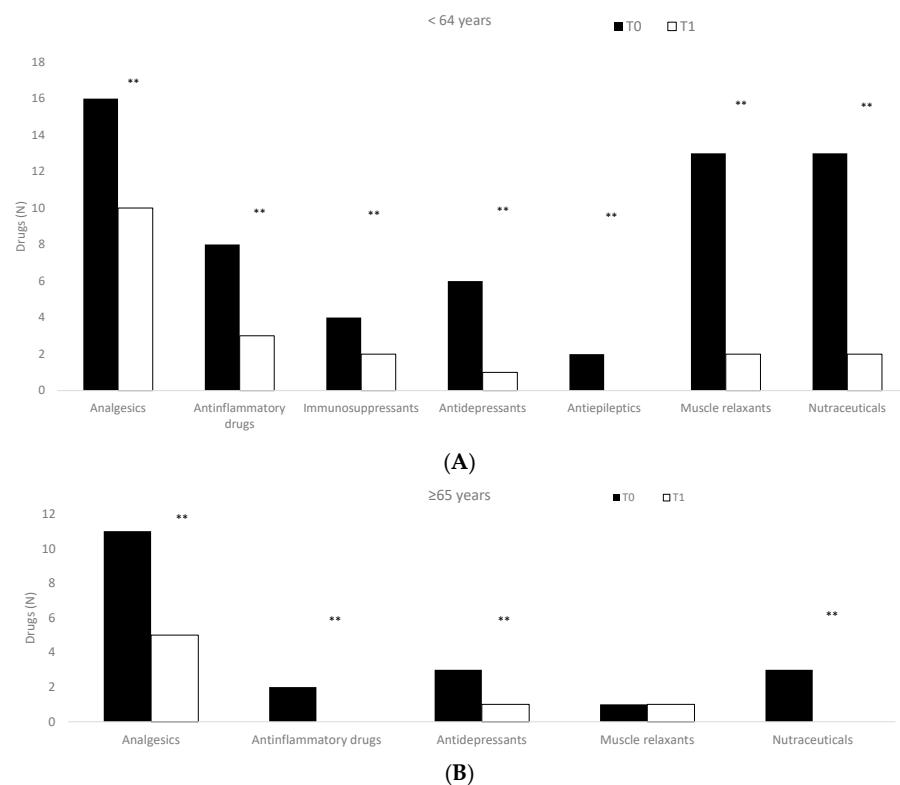 < 64 years
T0 T1
18
16
14
12
10
8
6
4
2
0
Drugs (N)
** ** ** ** ** ** **
Analgesics Antinflammatory drugs Immunosuppressants Antidepressants Antiepileptics Muscle relaxants Nutraceuticals
(A)
≥65 years
T0 T1
12
10
8
6
4
2
0
Drugs (N)
** ** ** **
Analgesics Antinflammatory drugs Antidepressants Muscle relaxants Nutraceuticals
(B)